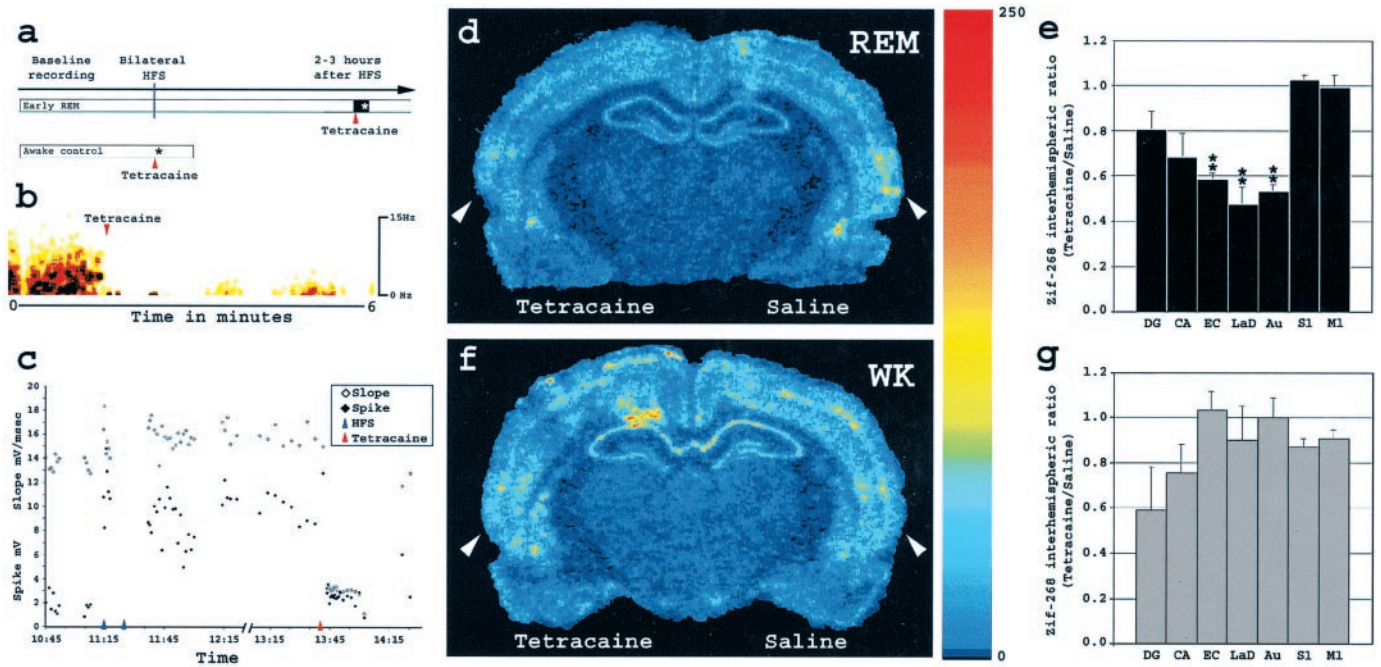 a
Baseline recording
Bilateral HFS
2-3 hours after HFS
Early REM
*
Tetracaine
Awake control
*
Tetracaine
b
Tetracaine
15Hz
0 Hz
0
6
Time in minutes
c
20
18
16
14
12
10
8
6
4
2
0
Spike mV Slope mV/msec
Slope
Spike
HFS
Tetracaine
10:45 11:15 11:45 12:15 13:15 13:45 14:15
Time
d
REM
Tetracaine Saline
f
WK
Tetracaine Saline
250
0
e
Zif-268 interhemispheric ratio
(Tetracaine/Saline)
1.2
1.0
0.8
0.6
0.4
0.2
0.0
** ** **
DG CA EC LaD Au S1 M1
g
Zif-268 interhemispheric ratio
(Tetracaine/Saline)
1.2
1.0
0.8
0.6
0.4
0.2
0.0
DG CA EC LaD Au S1 M1